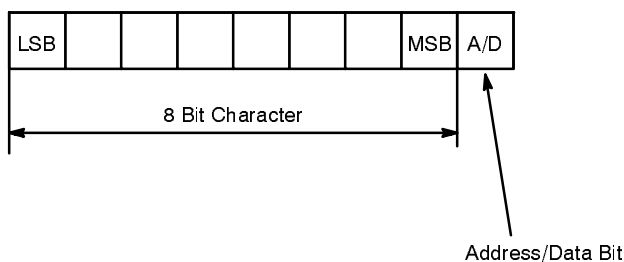 LSB MSB A/D
8 Bit Character
Address/Data Bit